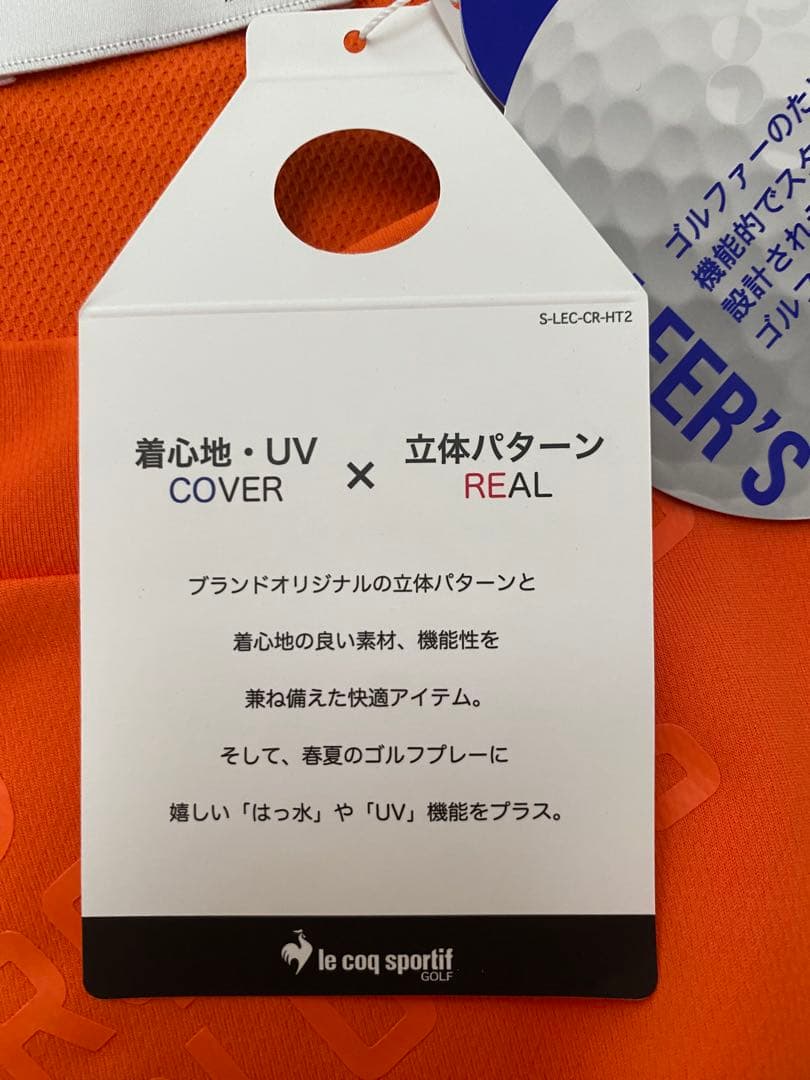 S-LEC-CR-HT2
着心地・UV
COVER
×
立体パターン
REAL
ブランドオリジナルの立体パターンと
着心地の良い素材、機能性を
兼ね備えた快適アイテム。
そして、春夏のゴルフプレーに
嬉しい「はっ水」や「UV」機能をプラス。
le coq sportif
GOLF
ゴルファーのた
機能的でスタ
設計され
ゴルフ
ER'S